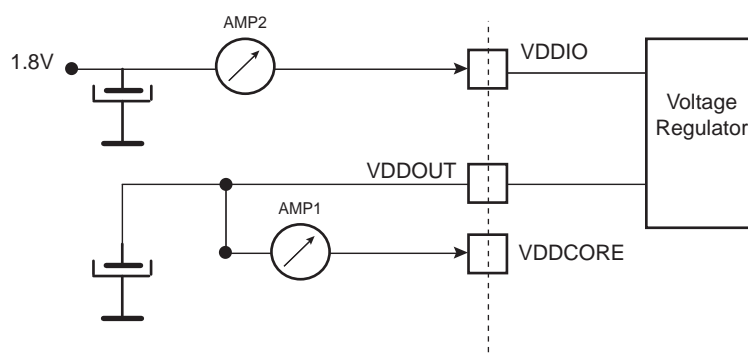 AMP2
1.8V
VDDIO
Voltage
Regulator
VDDOUT
AMP1
VDDCORE